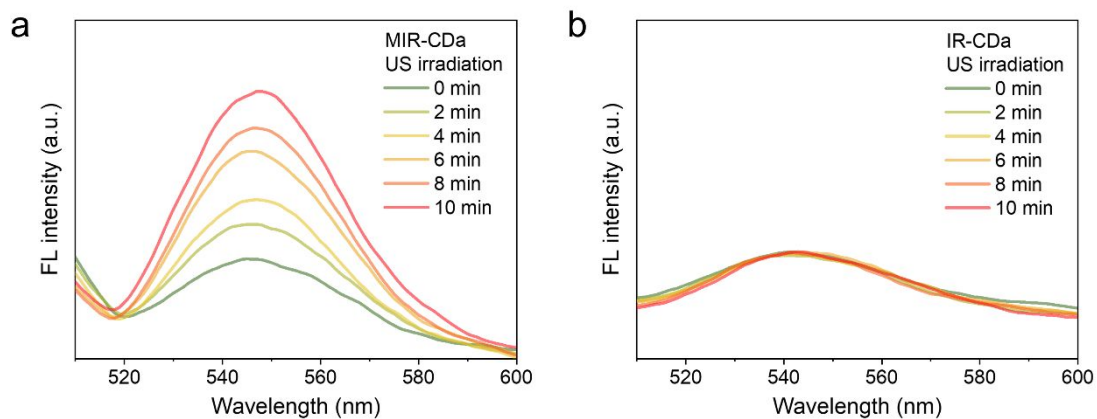 a
MIR-CDa
US irradiation
0 min
2 min
4 min
6 min
8 min
10 min
FL intensity (a.u.)
520
540
560
580
600
Wavelength (nm)
b
IR-CDa
US irradiation
0 min
2 min
4 min
6 min
8 min
10 min
FL intensity (a.u.)
520
540
560
580
600
Wavelength (nm)